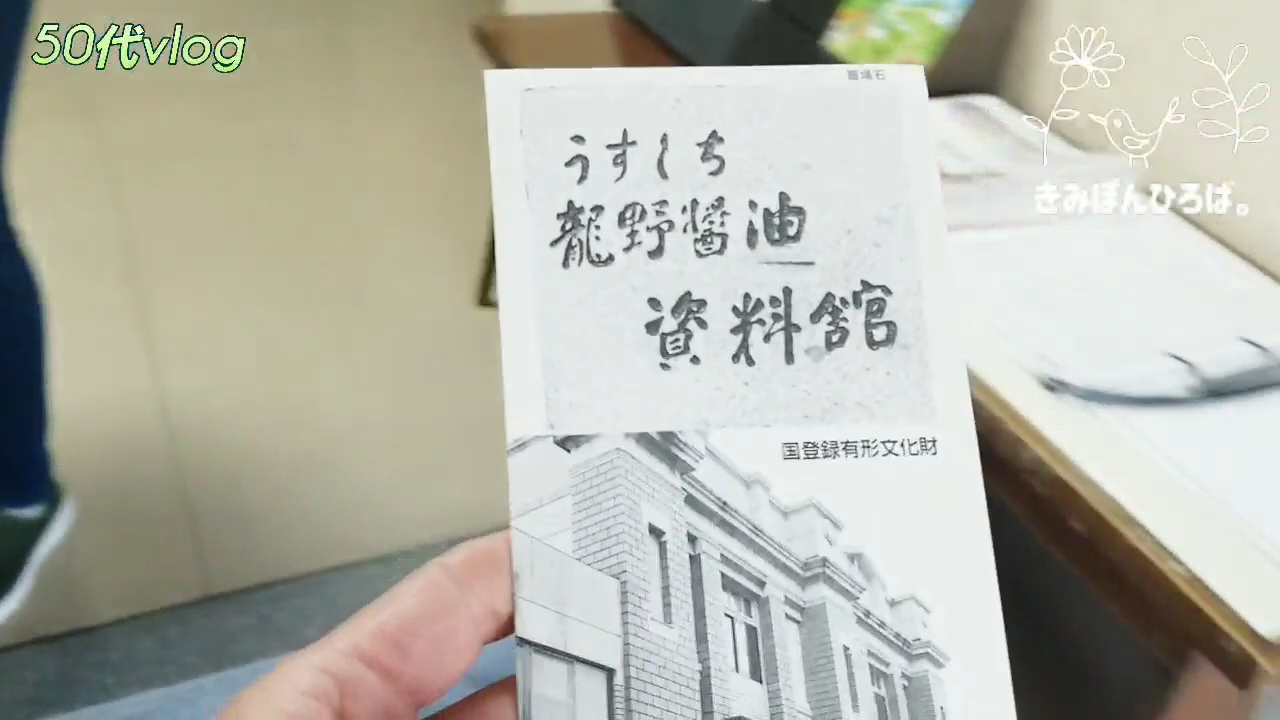 50代vlog
きみぽんひろば。
うすくち
龍野醬油
資料館
国登録有形文化財